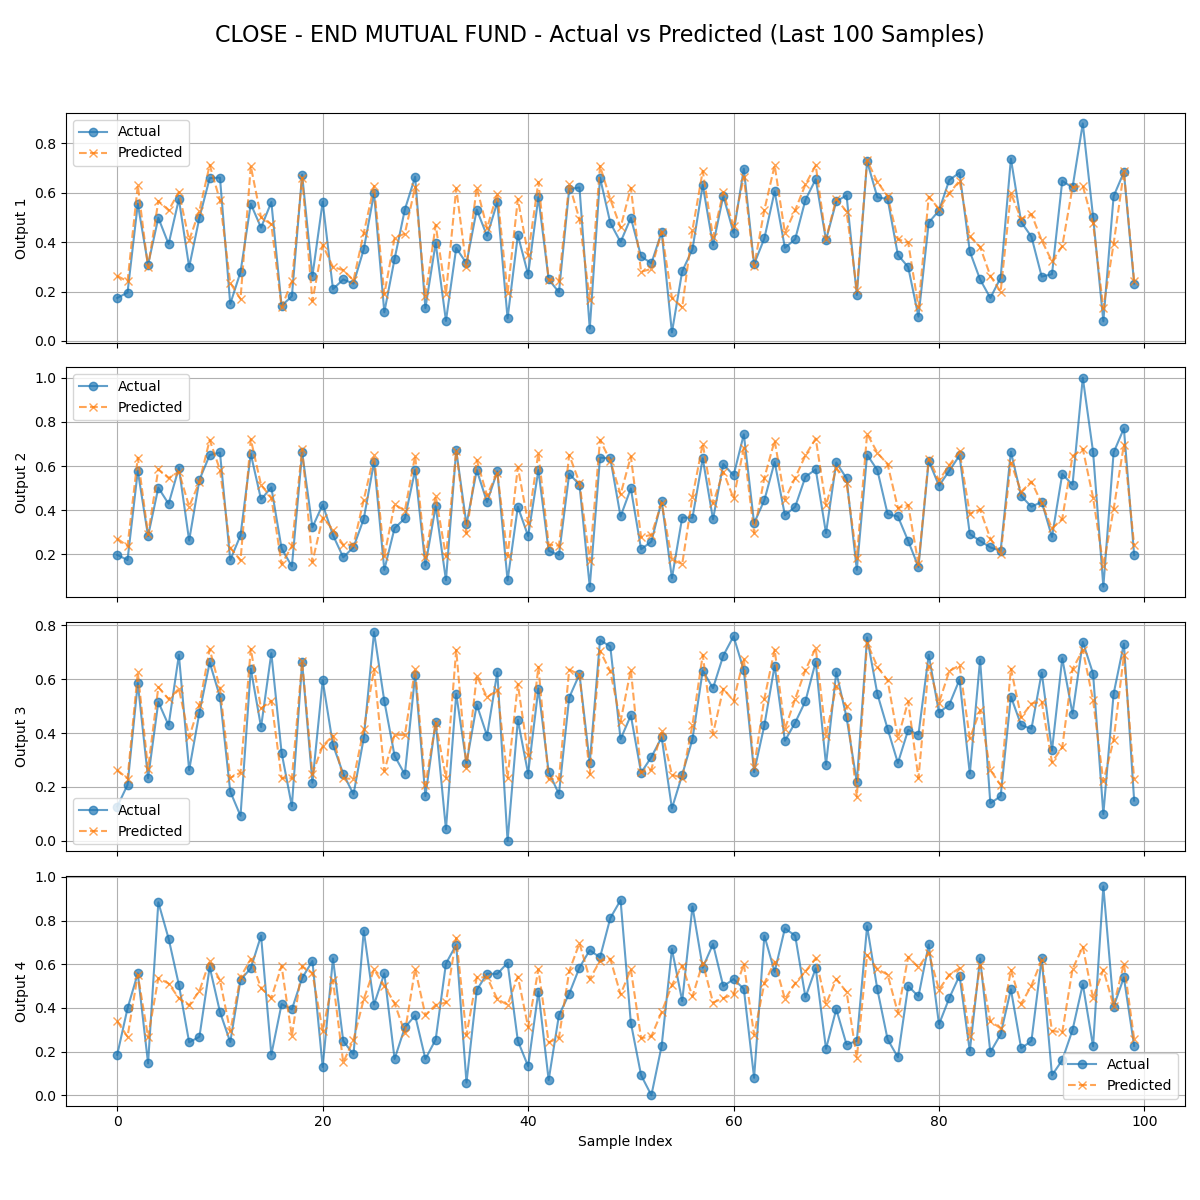 CLOSE - END MUTUAL FUND - Actual vs Predicted (Last 100 Samples)
Output 1
0.8
0.6
0.4
0.2
0.0
Actual
Predicted
Output 2
1.0
0.8
0.6
0.4
0.2
Actual
Predicted
Output 3
0.8
0.6
0.4
0.2
0.0
Actual
Predicted
Output 4
1.0
0.8
0.6
0.4
0.2
0.0
Actual
Predicted
0 20 40 60 80 100
Sample Index